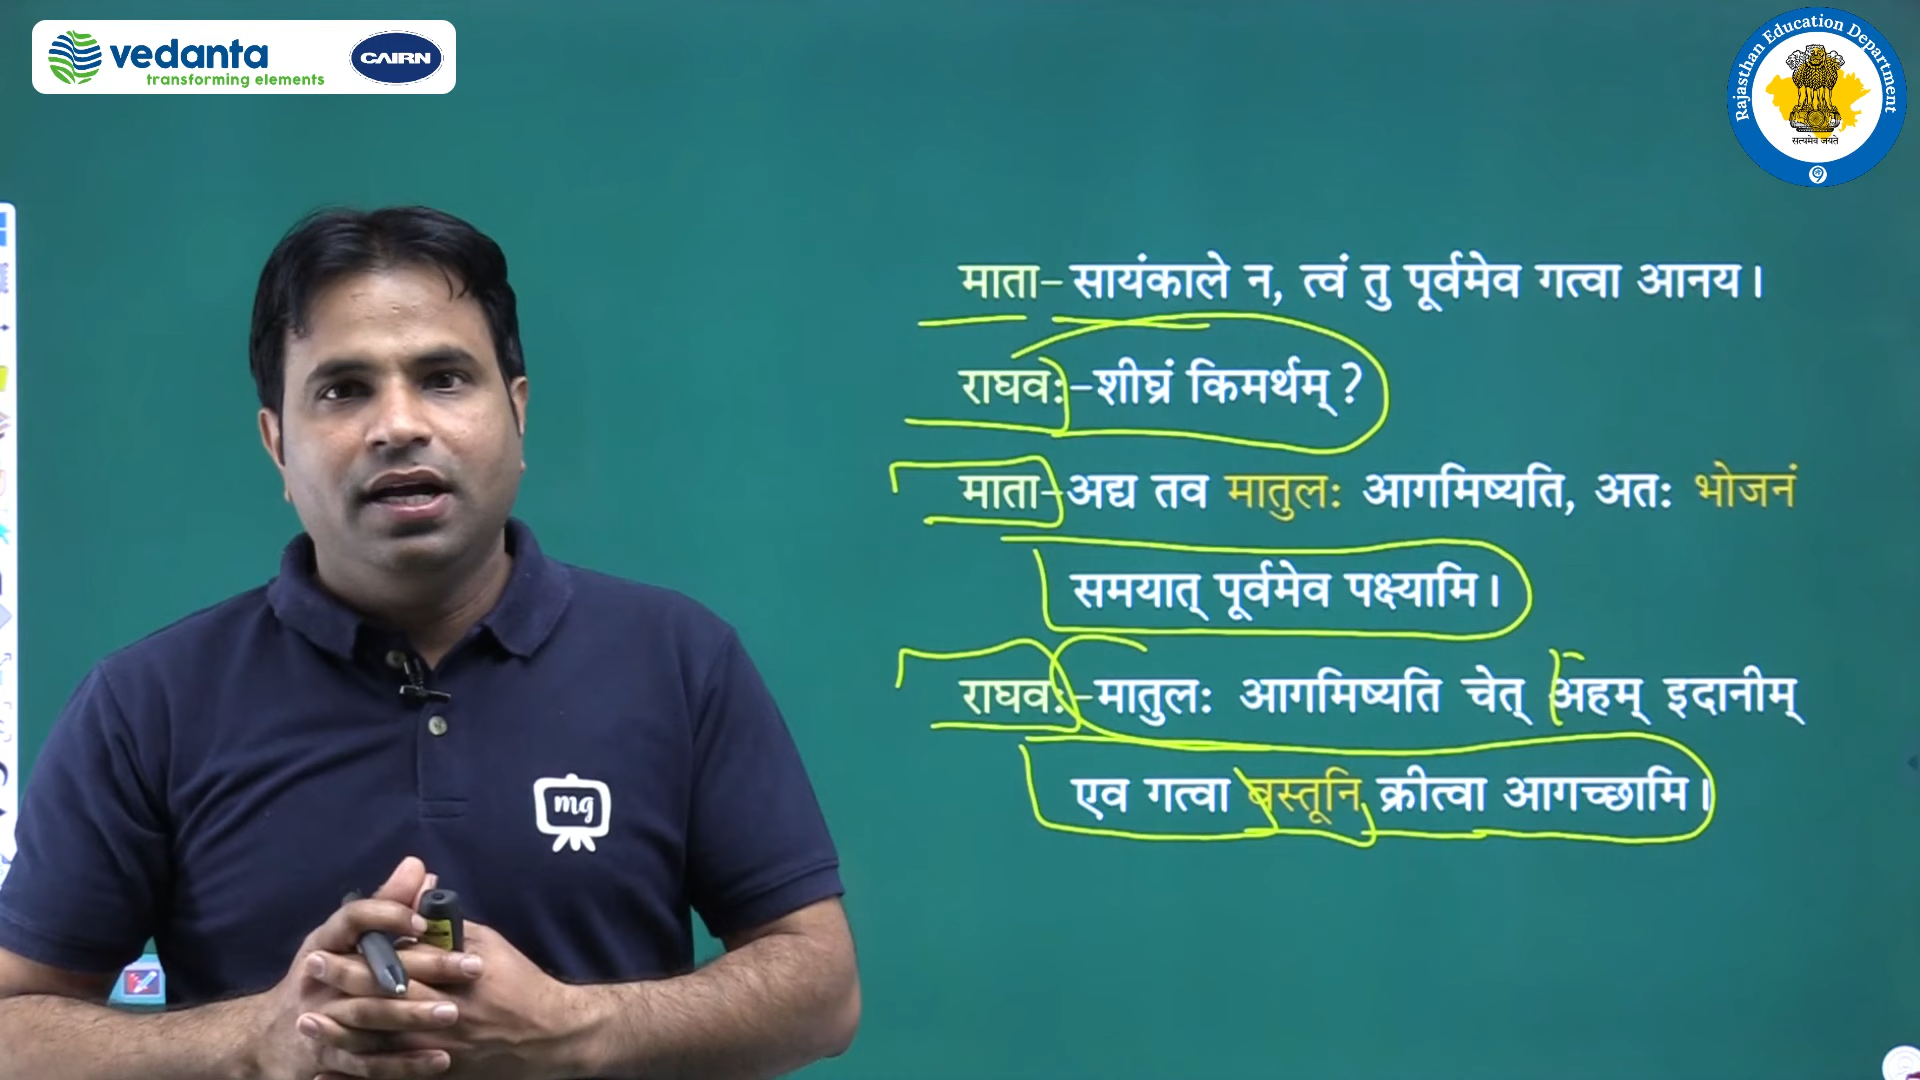 vedanta
transforming elements
CAIRN
Rajasthan Education Department
सत्यमेव जयते
माता–सायंकाले न, त्वं तु पूर्वमेव गत्वा आनय।
राघवः–शीघ्रं किमर्थम् ?
माता–अद्य तव मातुलः आगमिष्यति, अतः भोजनं
समयात् पूर्वमेव पक्ष्यामि।
राघवः–मातुलः आगमिष्यति चेत् अहम् इदानीम्
एव गत्वा वस्तूनि क्रीत्वा आगच्छामि।
mg